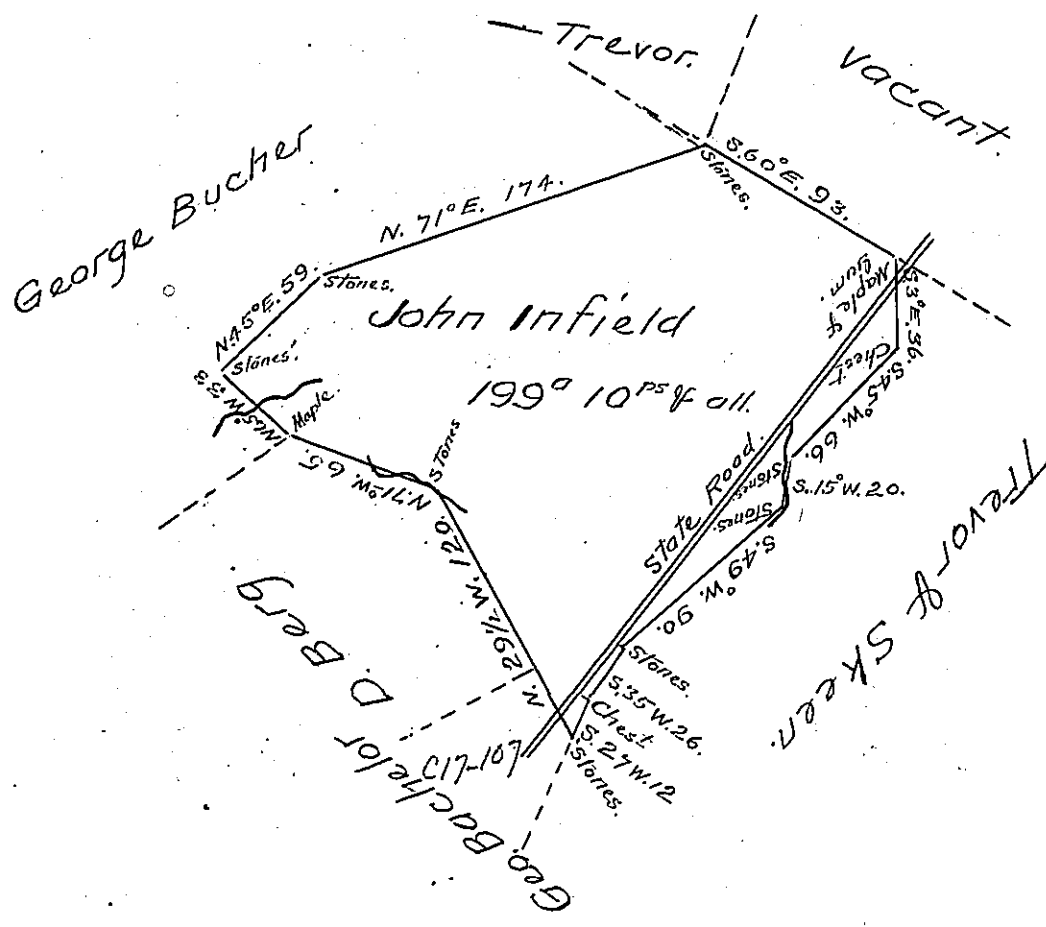 Trevor.
Vacant.
George Bucher
N. 71° E. 174.
Stones.
S. 60° E. 93.
N. 45° E. 59.
Stones.
Stones.
Maple & Gum.
S. 3° E. 36.
Chest
John Infield
199ª 10ᵖˢ & all.
Maple.
N. 71° W. 65.
Stones
S. 45° W. 66.
State Road.
Stones.
S. 15° W. 20.
Stones.
Trevor & Skeen.
S. 49° W. 90.
N. 29½ W. 120.
D. Berg
Stones.
S. 35 W. 26.
Chest
S. 27 W. 12
Stones.
C17-107
Geo. Bachelor